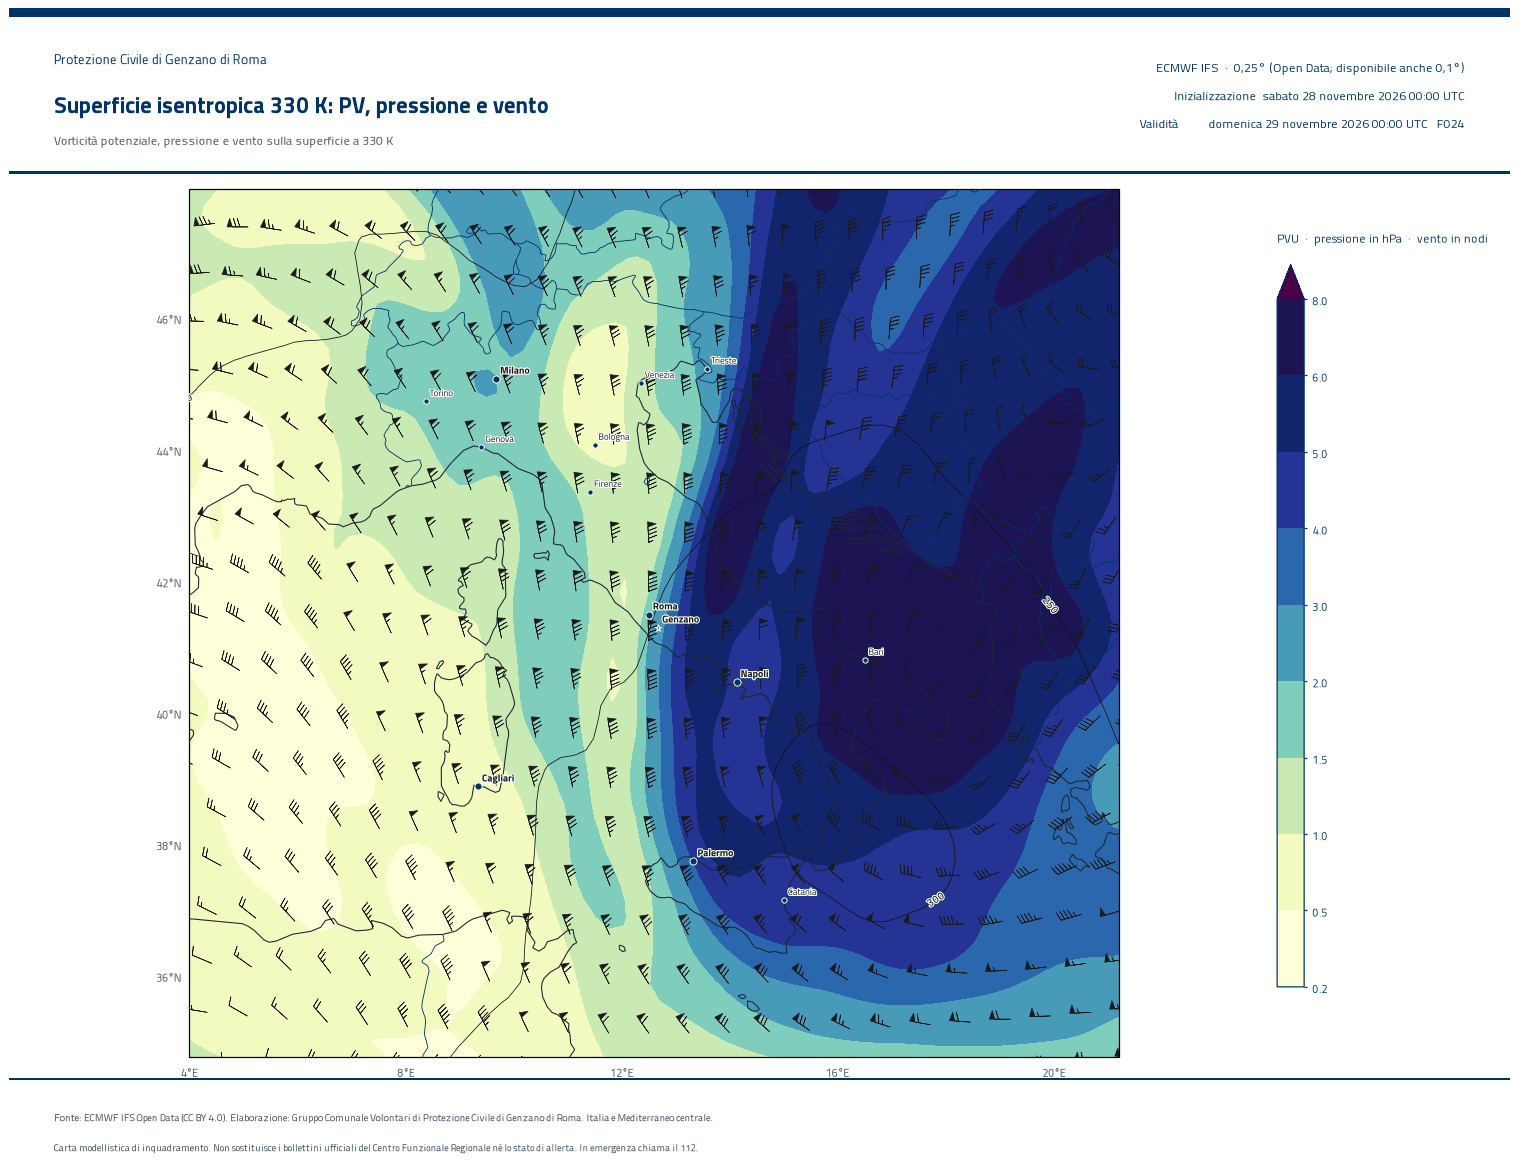 Protezione Civile di Genzano di Roma
Superficie isentropica 330 K: PV, pressione e vento
Vorticità potenziale, pressione e vento sulla superficie a 330 K
ECMWF IFS · 0,25° (Open Data; disponibile anche 0,1°)
Inizializzazione sabato 28 novembre 2026 00:00 UTC
Validità domenica 29 novembre 2026 00:00 UTC F024
PVU · pressione in hPa · vento in nodi
8.0
6.0
5.0
4.0
3.0
2.0
1.5
1.0
0.5
0.2
46°N
44°N
42°N
40°N
38°N
36°N
4°E
8°E
12°E
16°E
20°E
Trieste
Milano
Venezia
Torino
Genova
Bologna
Firenze
250
Roma
Genzano
Bari
Napoli
Cagliari
Palermo
Catania
300
Fonte: ECMWF IFS Open Data (CC BY 4.0). Elaborazione: Gruppo Comunale Volontari di Protezione Civile di Genzano di Roma. Italia e Mediterraneo centrale.
Carta modellistica di inquadramento. Non sostituisce i bollettini ufficiali del Centro Funzionale Regionale né lo stato di allerta. In emergenza chiama il 112.